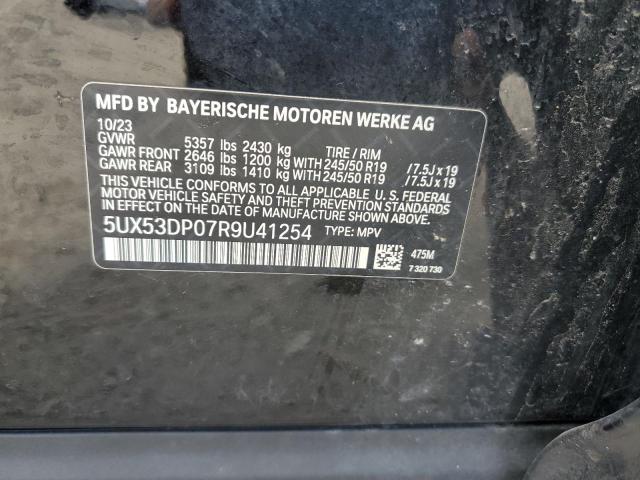 MFD BY BAYERISCHE MOTOREN WERKE AG
10/23
GVWR 5357 lbs 2430 kg TIRE / RIM
GAWR FRONT 2646 lbs 1200 kg WITH 245/50 R19 / 7.5J x 19
GAWR REAR 3109 lbs 1410 kg WITH 245/50 R19 / 7.5J x 19
THIS VEHICLE CONFORMS TO ALL APPLICABLE U.S. FEDERAL
MOTOR VEHICLE SAFETY AND THEFT PREVENTION STANDARDS
IN EFFECT ON THE DATE OF MANUFACTURE SHOWN ABOVE.
5UX53DP07R9U41254 TYPE: MPV
475M
7 320 730